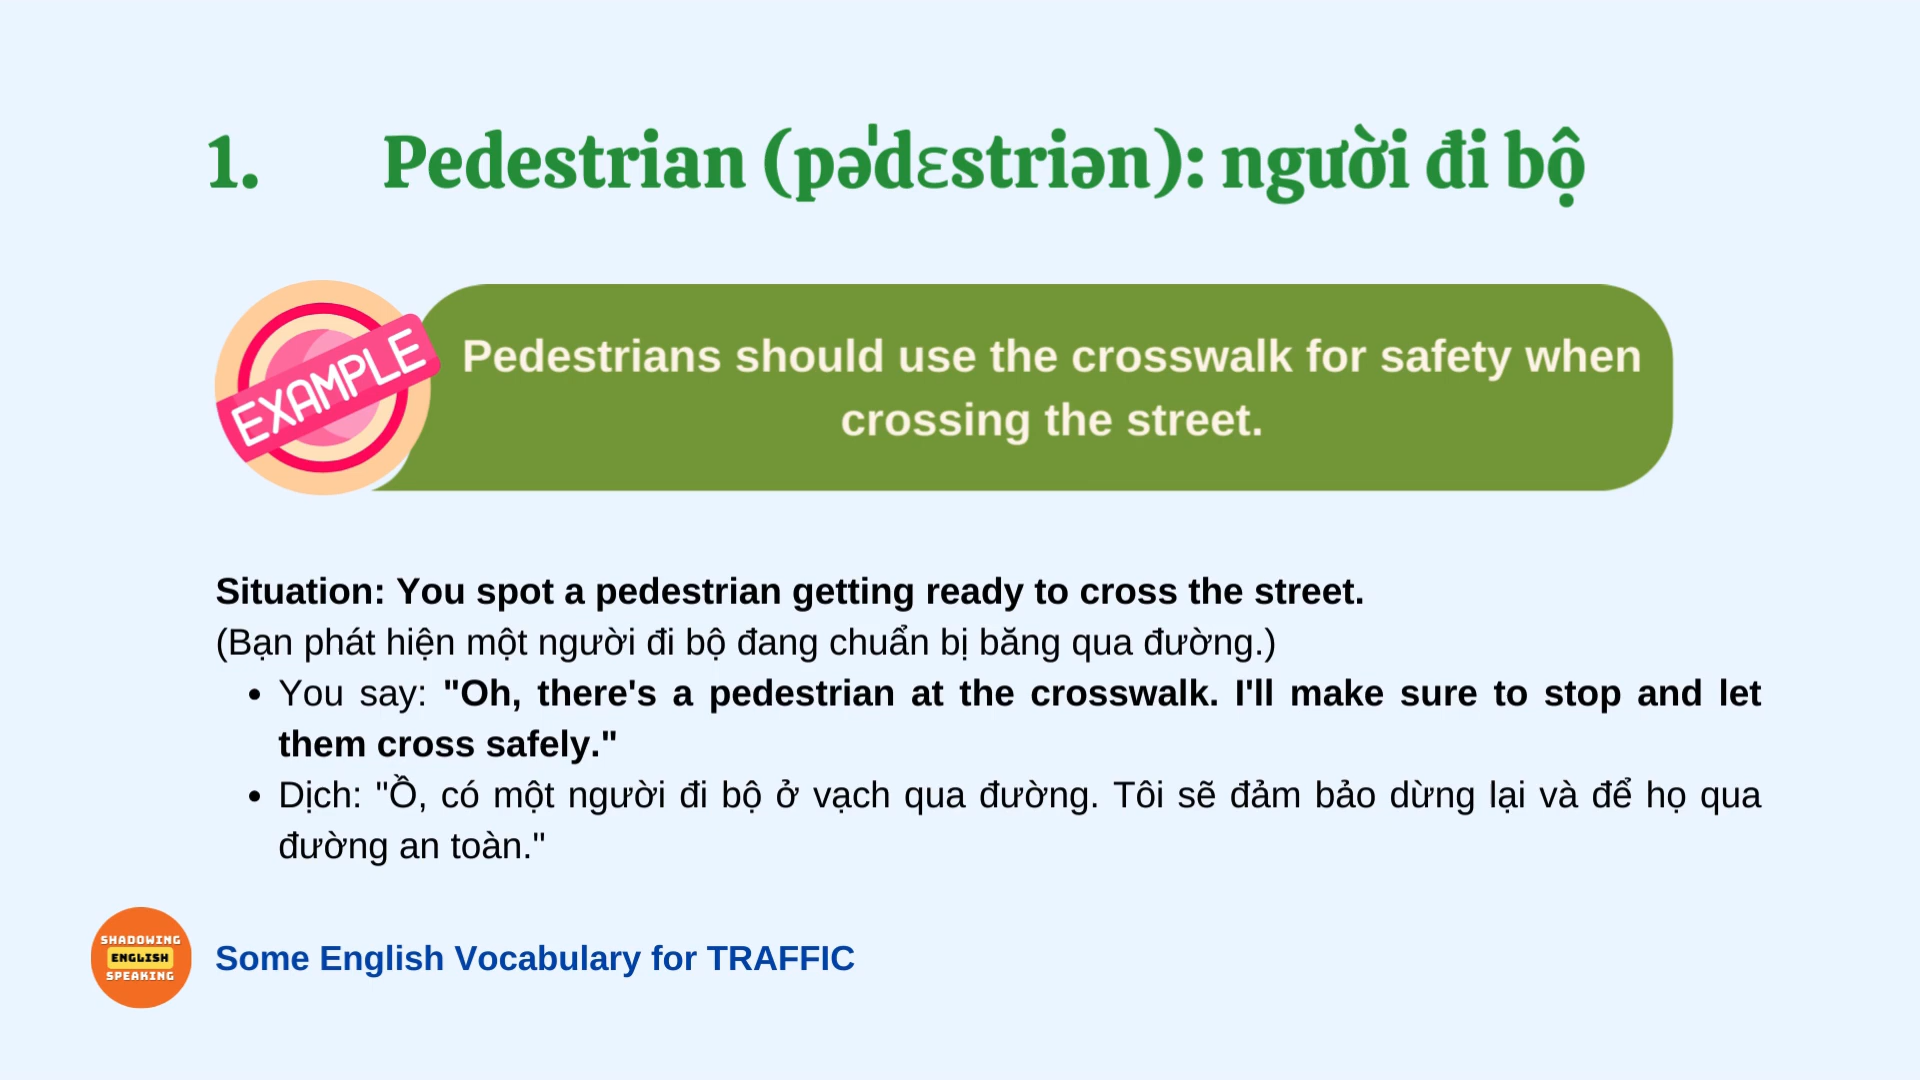 1. Pedestrian (pə'dɛstriən): người đi bộ
EXAMPLE
Pedestrians should use the crosswalk for safety when
crossing the street.
Situation: You spot a pedestrian getting ready to cross the street.
(Bạn phát hiện một người đi bộ đang chuẩn bị băng qua đường.)
• You say: "Oh, there's a pedestrian at the crosswalk. I'll make sure to stop and let
them cross safely."
• Dịch: "Ồ, có một người đi bộ ở vạch qua đường. Tôi sẽ đảm bảo dừng lại và để họ qua
đường an toàn."
SHADOWING
ENGLISH
SPEAKING
Some English Vocabulary for TRAFFIC